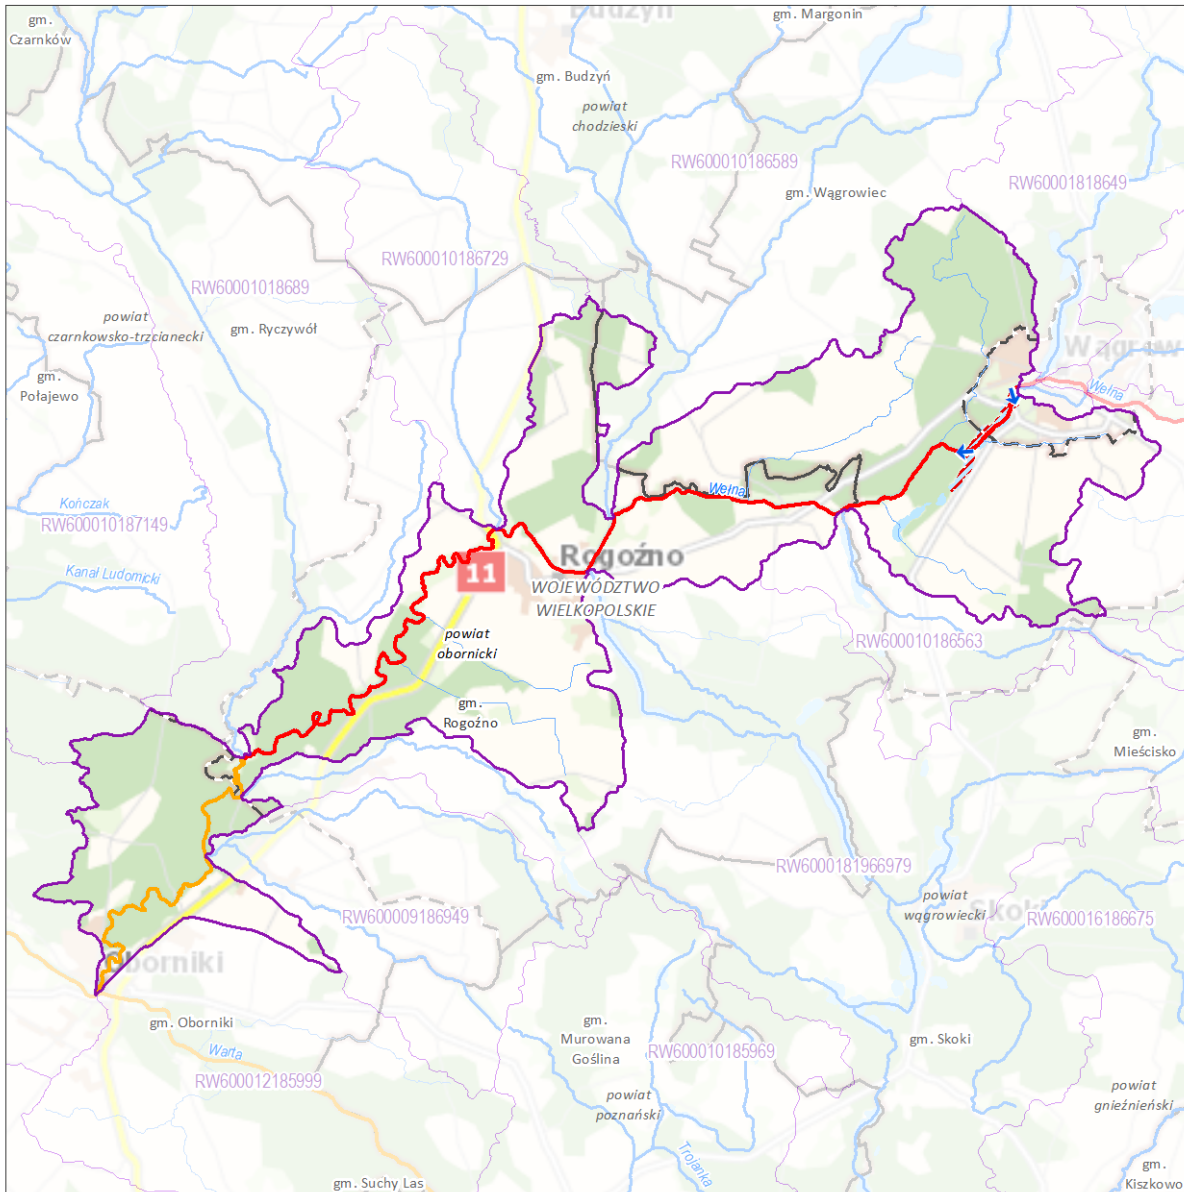 Budzyń
gm.
Czarnków
gm. Margonin
gm. Budzyń
powiat
chodzieski
RW600010186589
RW60001818649
gm. Wągrowiec
RW600010186729
RW60001018689
powiat
czarnkowsko-trzcianecki
gm. Ryczywół
Wągrow
gm.
Połajewo
Wełna
Wełna
Kończak
RW600010187149
Rogoźno
11
Kanał Ludomicki
WOJEWÓDZTWO
WIELKOPOLSKIE
powiat
obornicki
RW600010186563
gm.
Rogoźno
gm.
Mieścisko
RW6000181966979
powiat
wągrowiecki
Skoki
RW600009186949
RW600016186675
Oborniki
gm. Oborniki
gm.
Murowana
Goślina
gm. Skoki
Warta
RW600010185969
RW600012185999
powiat
poznański
powiat
gnieźnieński
Trojanka
gm. Suchy Las
gm.
Kiszkowo